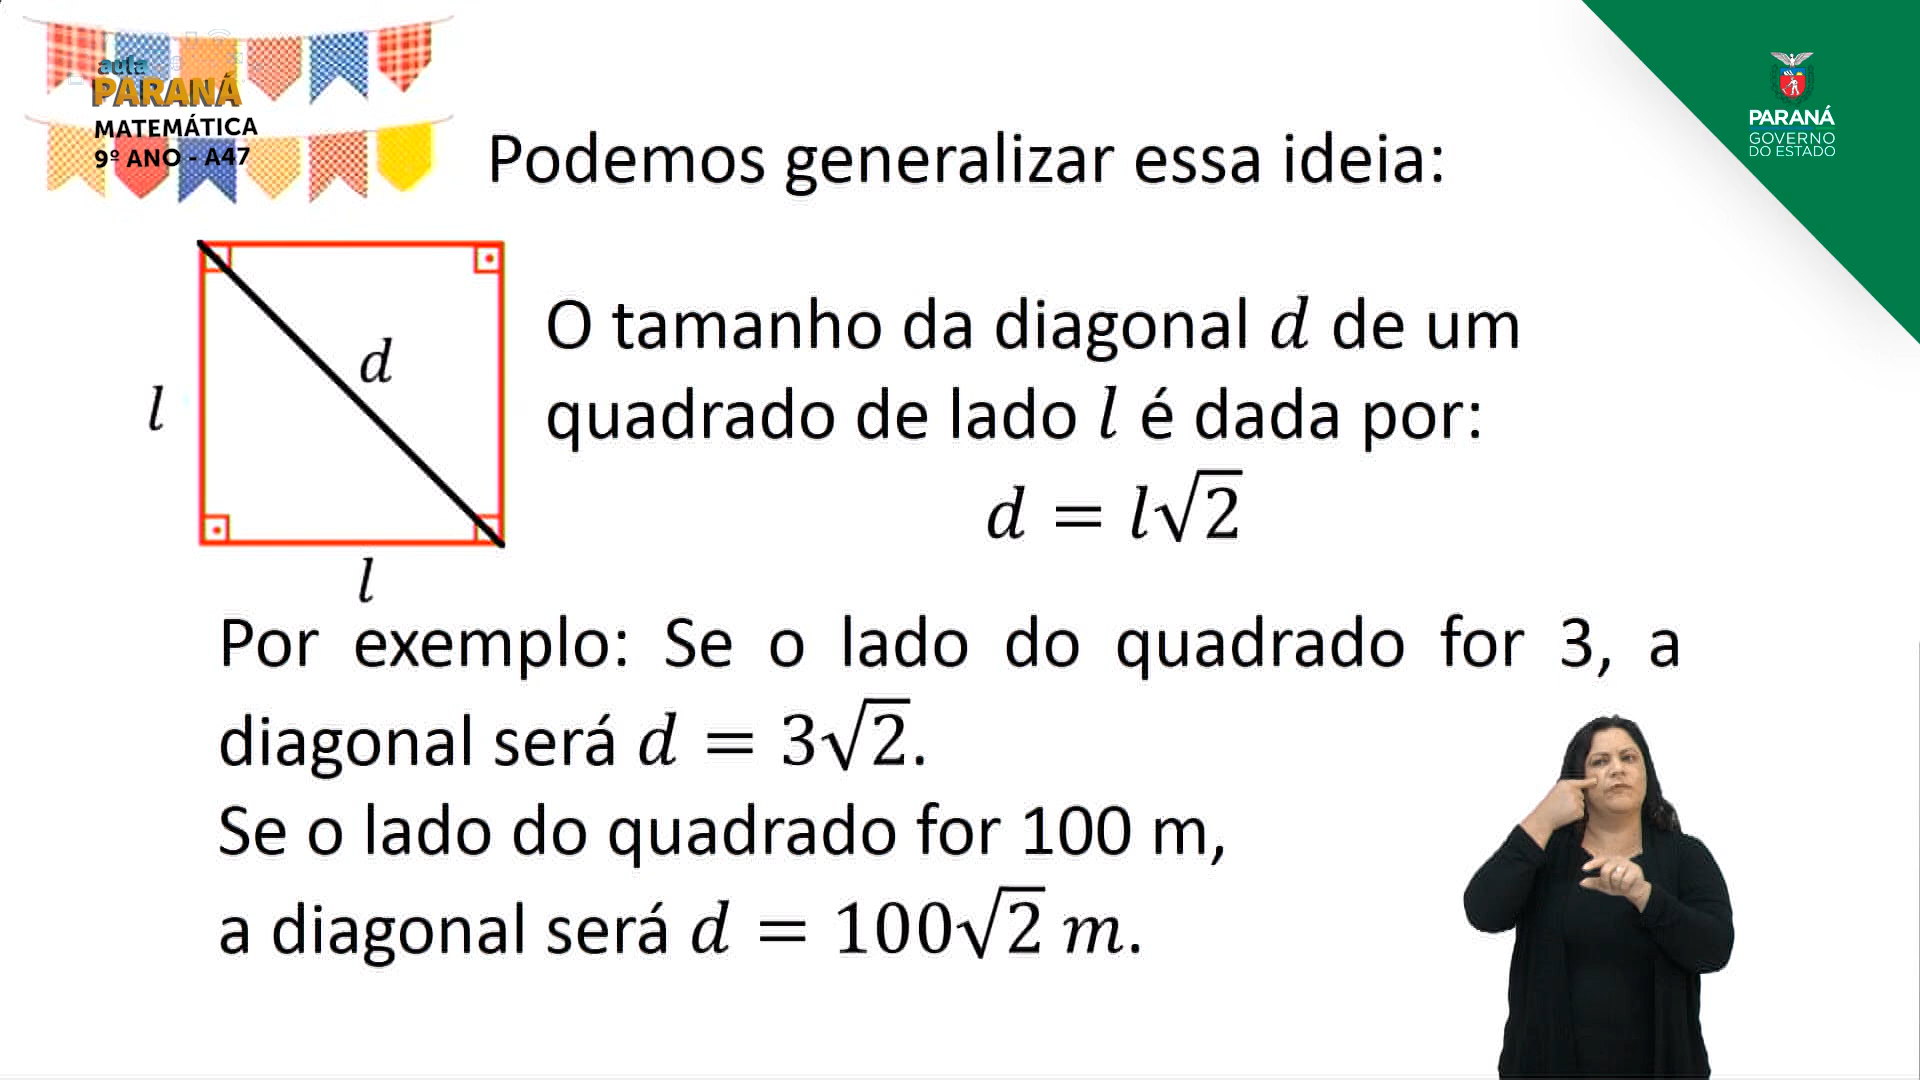 aula
PARANÁ
MATEMÁTICA
9º ANO - A47
PARANÁ
GOVERNO
DO ESTADO
Podemos generalizar essa ideia:
d
l
l
O tamanho da diagonal d de um
quadrado de lado l é dada por:
d = l√2
Por exemplo: Se o lado do quadrado for 3, a
diagonal será d = 3√2.
Se o lado do quadrado for 100 m,
a diagonal será d = 100√2 m.